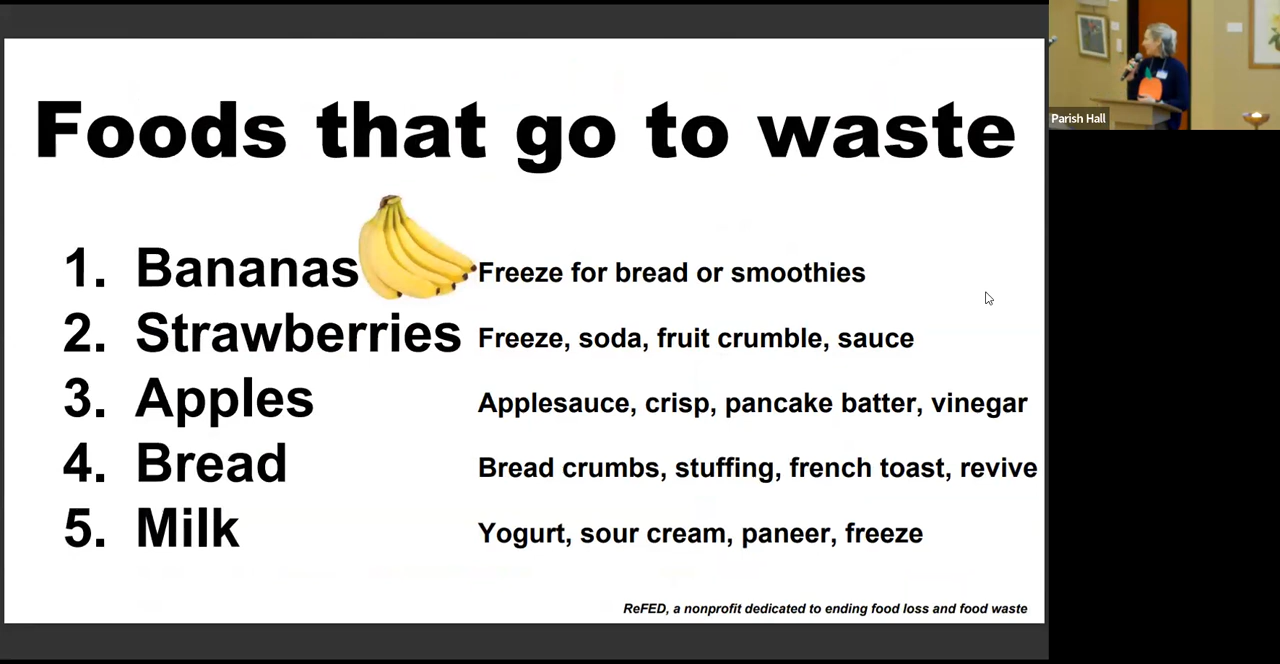 Foods that go to waste
1. Bananas Freeze for bread or smoothies
2. Strawberries Freeze, soda, fruit crumble, sauce
3. Apples Applesauce, crisp, pancake batter, vinegar
4. Bread Bread crumbs, stuffing, french toast, revive
5. Milk Yogurt, sour cream, paneer, freeze
ReFED, a nonprofit dedicated to ending food loss and food waste
Parish Hall